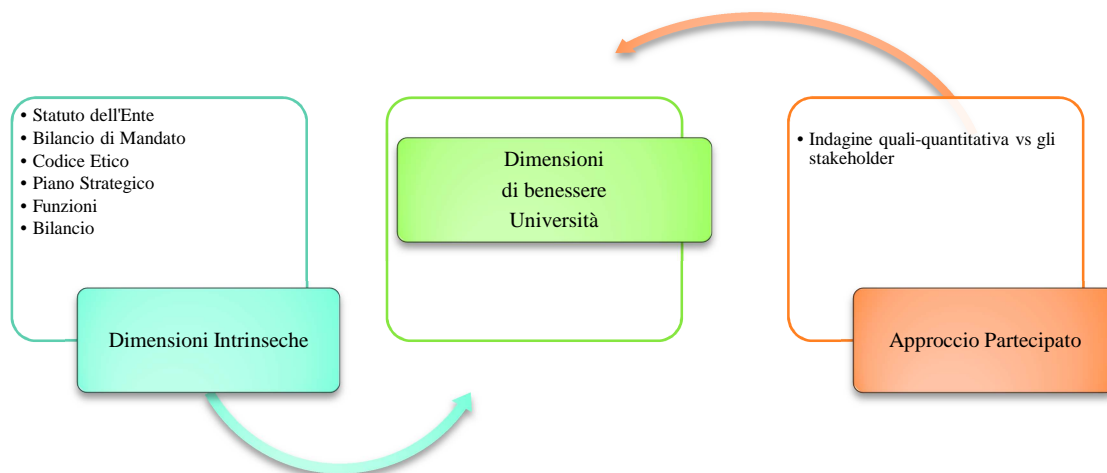 • Statuto dell'Ente
• Bilancio di Mandato
• Codice Etico
• Piano Strategico
• Funzioni
• Bilancio
Dimensioni Intrinseche
Dimensioni
di benessere
Università
• Indagine quali-quantitativa vs gli
stakeholder
Approccio Partecipato